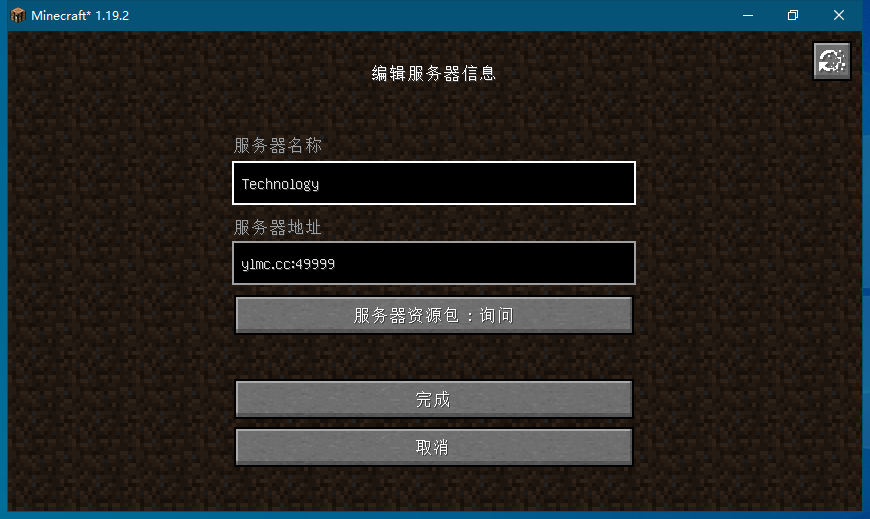 Minecraft* 1.19.2
编辑服务器信息
服务器名称
Technology
服务器地址
ylmc.cc:49999
服务器资源包：询问
完成
取消